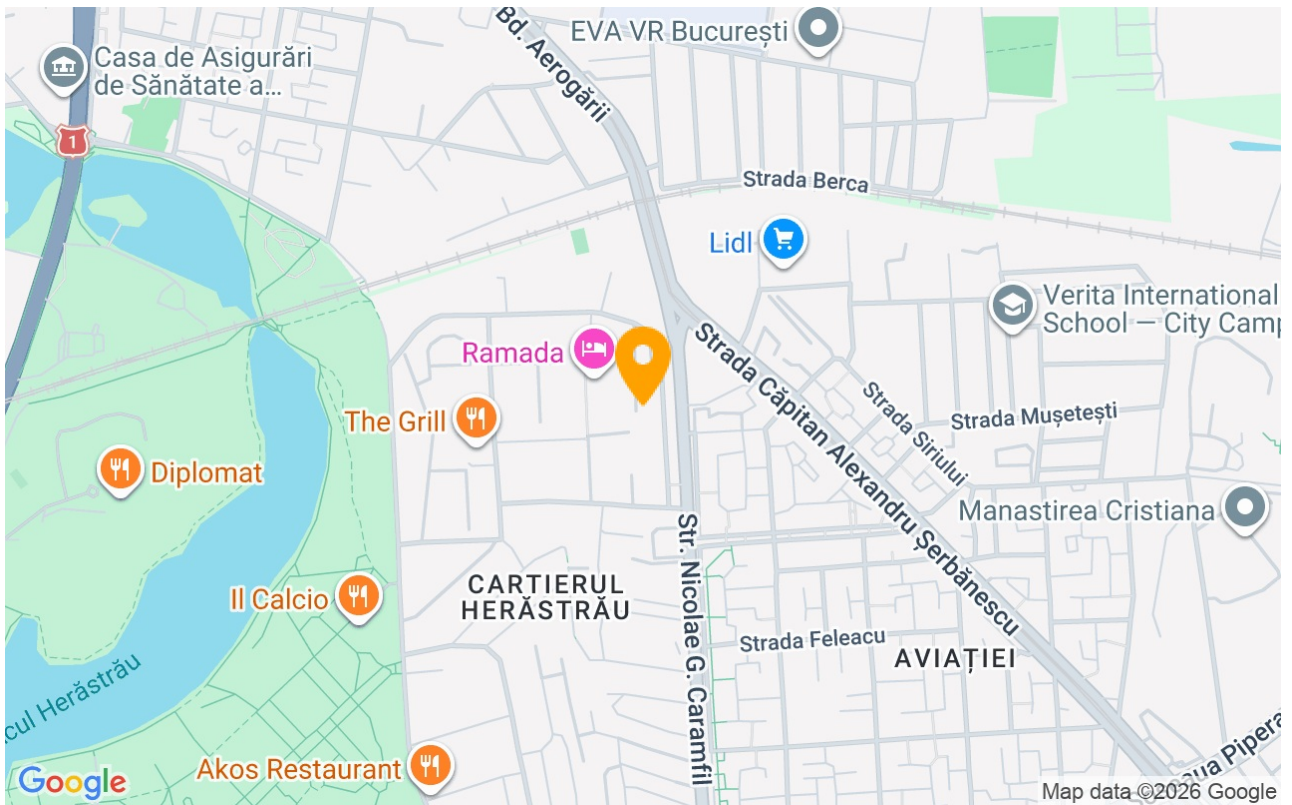 Bd. Aerogării
EVA VR București
Casa de Asigurări
de Sănătate a...
1
Strada Berca
Lidl
Verita International
School — City Camp
Ramada
Strada Căpitan Alexandru Șerbănescu
The Grill
Strada Siriului
Strada Mușetești
Diplomat
Manastirea Cristiana
Str. Nicolae G. Caramfil
CARTIERUL
HERĂSTRĂU
Il Calcio
Strada Feleacu
AVIAȚIEI
cul Herăstrău
Akos Restaurant
Google
aua Pipera
Map data ©2026 Google